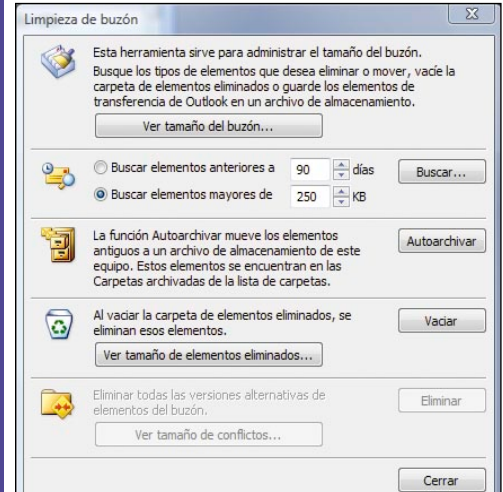 Limpieza de buzón
Esta herramienta sirve para administrar el tamaño del buzón.
Busque los tipos de elementos que desea eliminar o mover, vacíe la
carpeta de elementos eliminados o guarde los elementos de
transferencia de Outlook en un archivo de almacenamiento.
Ver tamaño del buzón...
Buscar elementos anteriores a 90 días Buscar...
Buscar elementos mayores de 250 KB
La función Autoarchivar mueve los elementos
antiguos a un archivo de almacenamiento de este
equipo. Estos elementos se encuentran en las
Carpetas archivadas de la lista de carpetas.
Autoarchivar
Al vaciar la carpeta de elementos eliminados, se
eliminan esos elementos.
Vaciar
Ver tamaño de elementos eliminados...
Eliminar todas las versiones alternativas de
elementos del buzón.
Eliminar
Ver tamaño de conflictos...
Cerrar